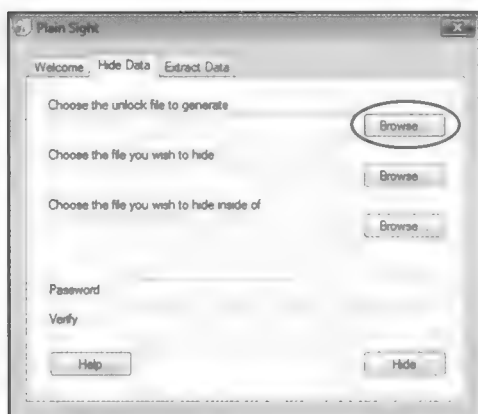 Plain Sight
Welcome Hide Data Extract Data
Choose the unlock file to generate
Browse...
Choose the file you wish to hide
Browse...
Choose the file you wish to hide inside of
Browse...
Password
Verify
Help Hide